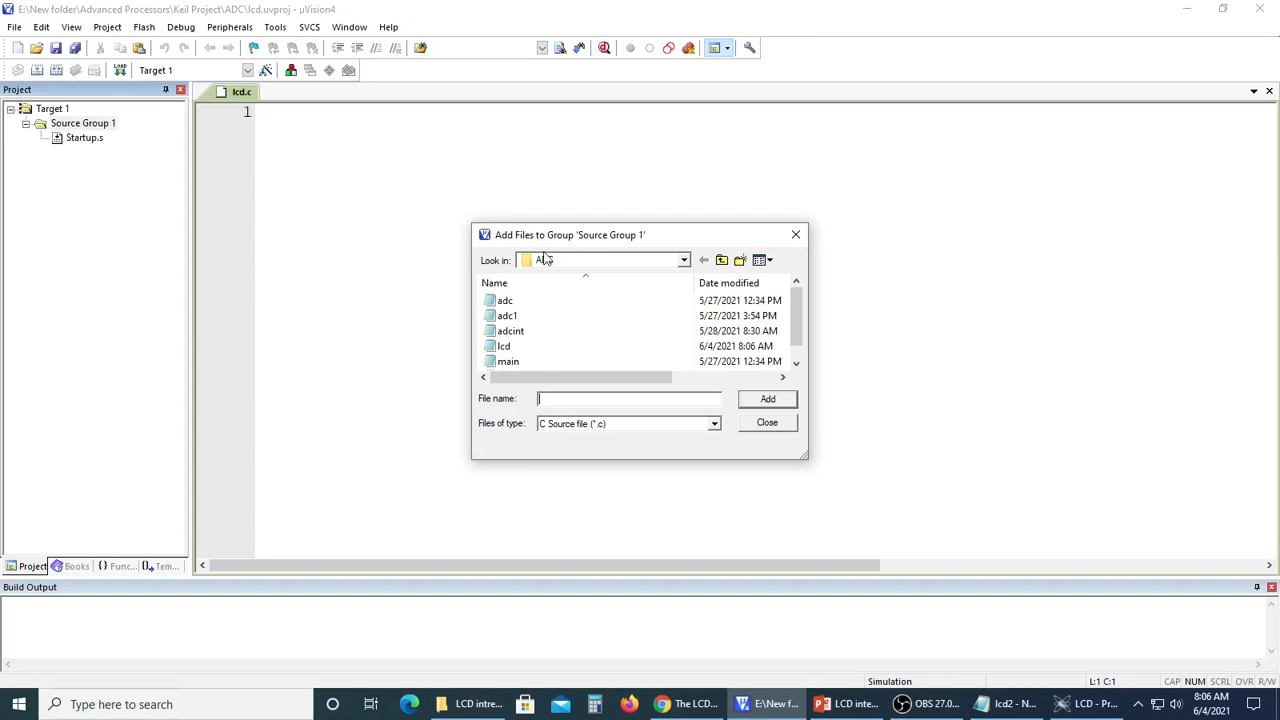 E:\New folder\Advanced Processors\Keil Project\ADC\lcd.uvproj - µVision4
File Edit View Project Flash Debug Peripherals Tools SVCS Window Help
LOAD Target 1
Project
lcd.c
Target 1
1
Source Group 1
Startup.s
Add Files to Group 'Source Group 1'
Look in:
Name Date modified
adc 5/27/2021 12:34 PM
adc1 5/27/2021 3:54 PM
adcint 5/28/2021 8:30 AM
lcd 6/4/2021 8:06 AM
main 5/27/2021 12:34 PM
File name: Add
Files of type: C Source file (*.c) Close
Project Books Func... Tem...
Build Output
Simulation L:1 C:1 CAP NUM SCRL OVR R/W
Type here to search
LCD intre...
The LCD...
E:\New f...
LCD inte...
OBS 27.0...
lcd2 - N...
LCD - Pr...
8:06 AM
6/4/2021